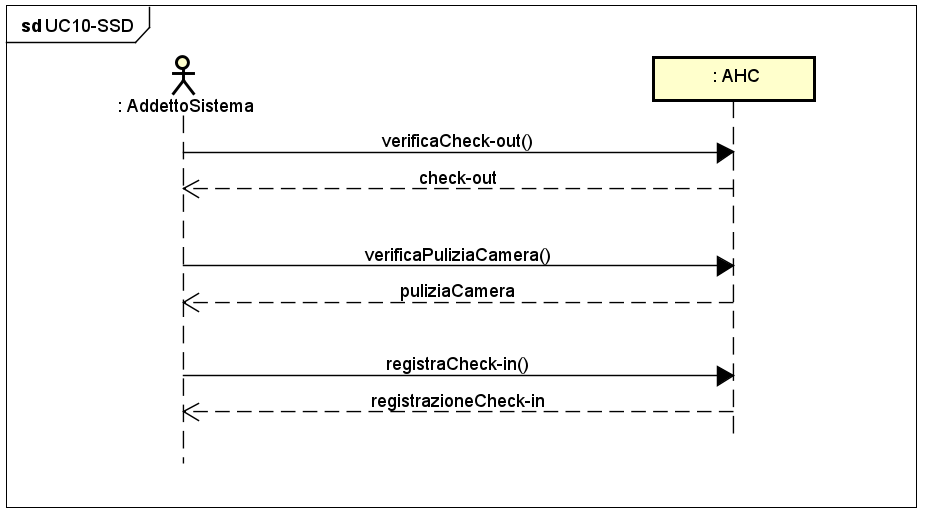 sd UC10-SSD
: AddettoSistema
: AHC
verificaCheck-out()
check-out
verificaPuliziaCamera()
puliziaCamera
registraCheck-in()
registrazioneCheck-in